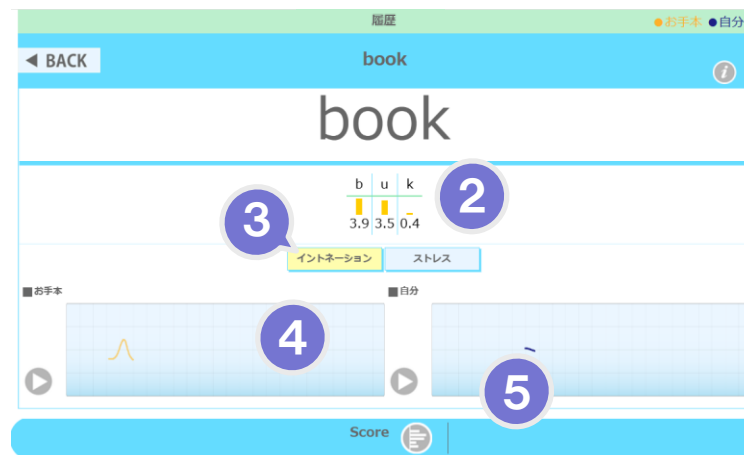 履歴
●お手本 ●自分
◀ BACK
book
i
book
b u k
2
3.9 3.5 0.4
3
イントネーション ストレス
■お手本
■自分
4
5
Score